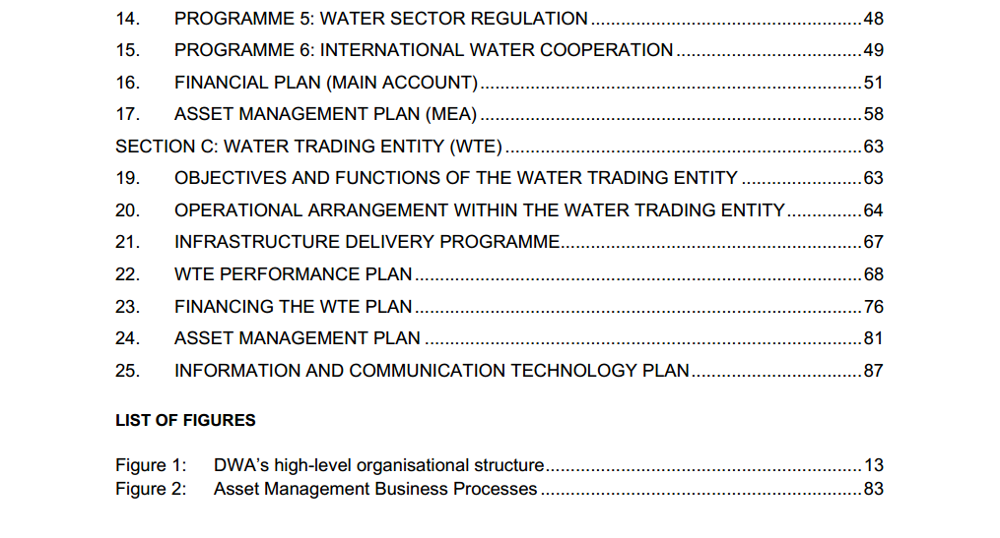 14. PROGRAMME 5: WATER SECTOR REGULATION ................................................ 48
15. PROGRAMME 6: INTERNATIONAL WATER COOPERATION ................................ 49
16. FINANCIAL PLAN (MAIN ACCOUNT) ................................................................ 51
17. ASSET MANAGEMENT PLAN (MEA) ................................................................ 58
SECTION C: WATER TRADING ENTITY (WTE) ........................................................ 63
19. OBJECTIVES AND FUNCTIONS OF THE WATER TRADING ENTITY ........................ 63
20. OPERATIONAL ARRANGEMENT WITHIN THE WATER TRADING ENTITY ............... 64
21. INFRASTRUCTURE DELIVERY PROGRAMME ..................................................... 67
22. WTE PERFORMANCE PLAN ............................................................................ 68
23. FINANCING THE WTE PLAN ............................................................................ 76
24. ASSET MANAGEMENT PLAN .......................................................................... 81
25. INFORMATION AND COMMUNICATION TECHNOLOGY PLAN .............................. 87
LIST OF FIGURES
Figure 1: DWA’s high-level organisational structure ............................................... 13
Figure 2: Asset Management Business Processes ................................................ 83